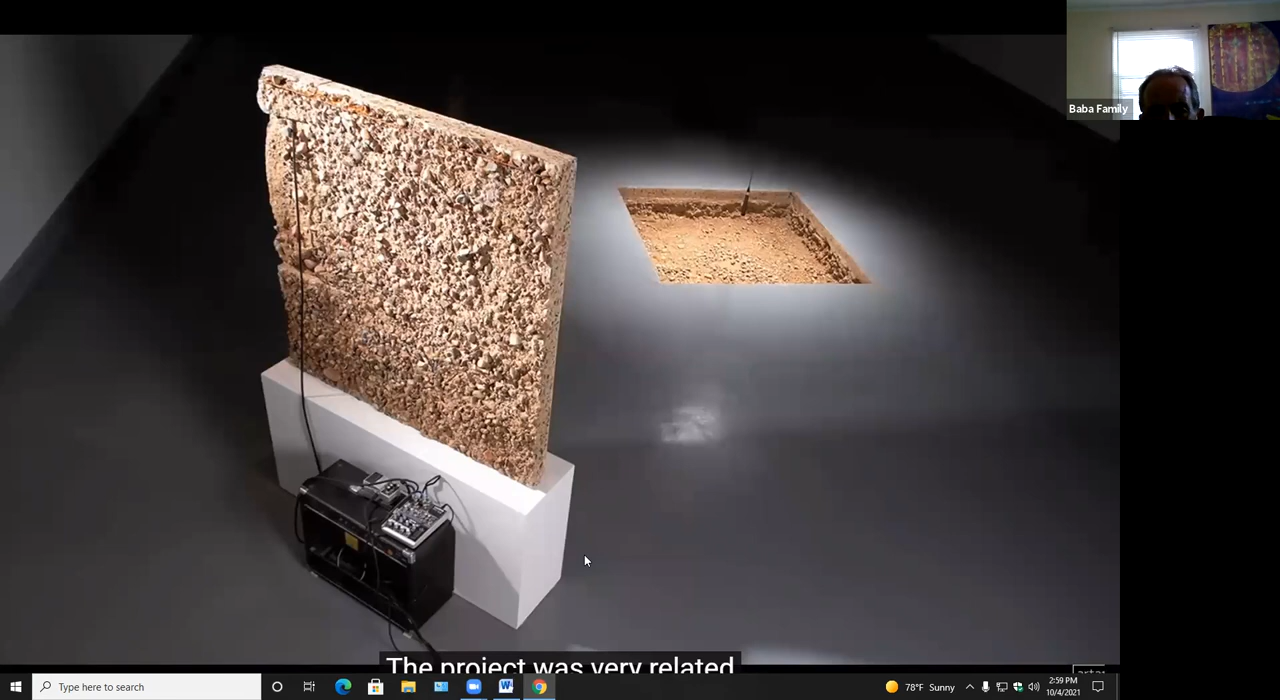 Baba Family
The project was very related
Type here to search
78°F Sunny
2:59 PM
10/4/2021